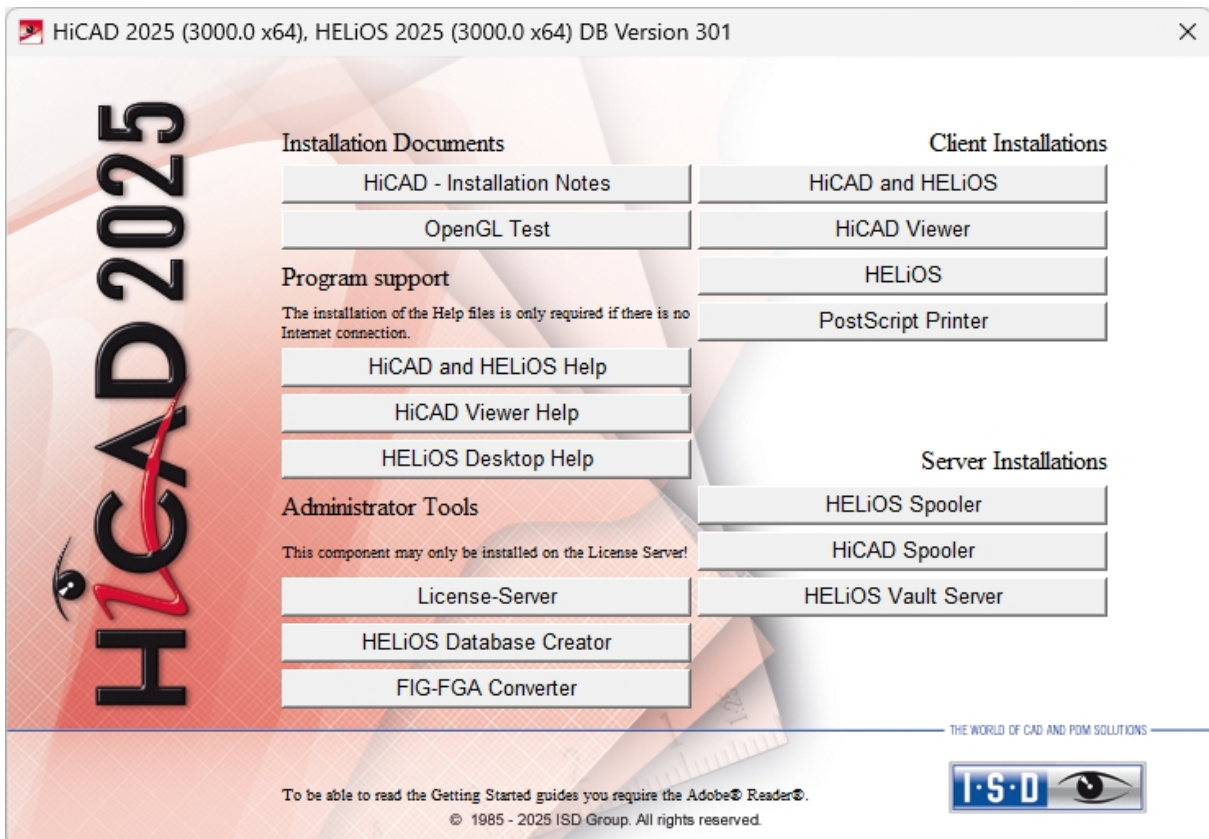 HiCAD 2025 (3000.0 x64), HELiOS 2025 (3000.0 x64) DB Version 301
HiCAD 2025
Installation Documents
HiCAD - Installation Notes
OpenGL Test
Program support
The installation of the Help files is only required if there is no
Internet connection.
HiCAD and HELiOS Help
HiCAD Viewer Help
HELiOS Desktop Help
Administrator Tools
This component may only be installed on the License Server!
License-Server
HELiOS Database Creator
FIG-FGA Converter
Client Installations
HiCAD and HELiOS
HiCAD Viewer
HELiOS
PostScript Printer
Server Installations
HELiOS Spooler
HiCAD Spooler
HELiOS Vault Server
THE WORLD OF CAD AND PDM SOLUTIONS
I·S·D
To be able to read the Getting Started guides you require the Adobe® Reader®.
© 1985 - 2025 ISD Group. All rights reserved.